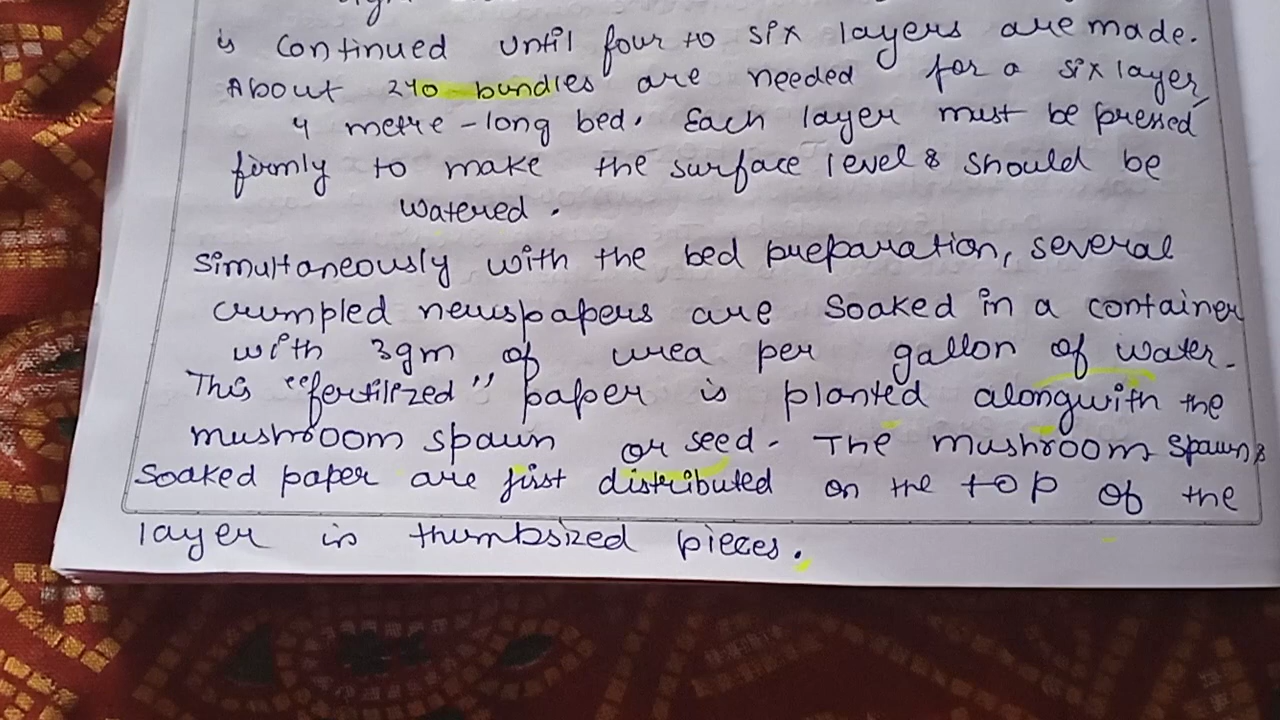 is continued until four to six layers are made.
About 240 bundles are needed for a six layer,
4 metre-long bed. Each layer must be pressed
firmly to make the surface level & should be
watered.
Simultaneously with the bed preparation, several
crumpled newspapers are soaked in a container
with 3gm of urea per gallon of water.
This "fertilized" paper is planted alongwith the
mushroom spawn or seed. The mushroom spawn &
soaked paper are first distributed on the top of the
layer in thumbsized pieces.